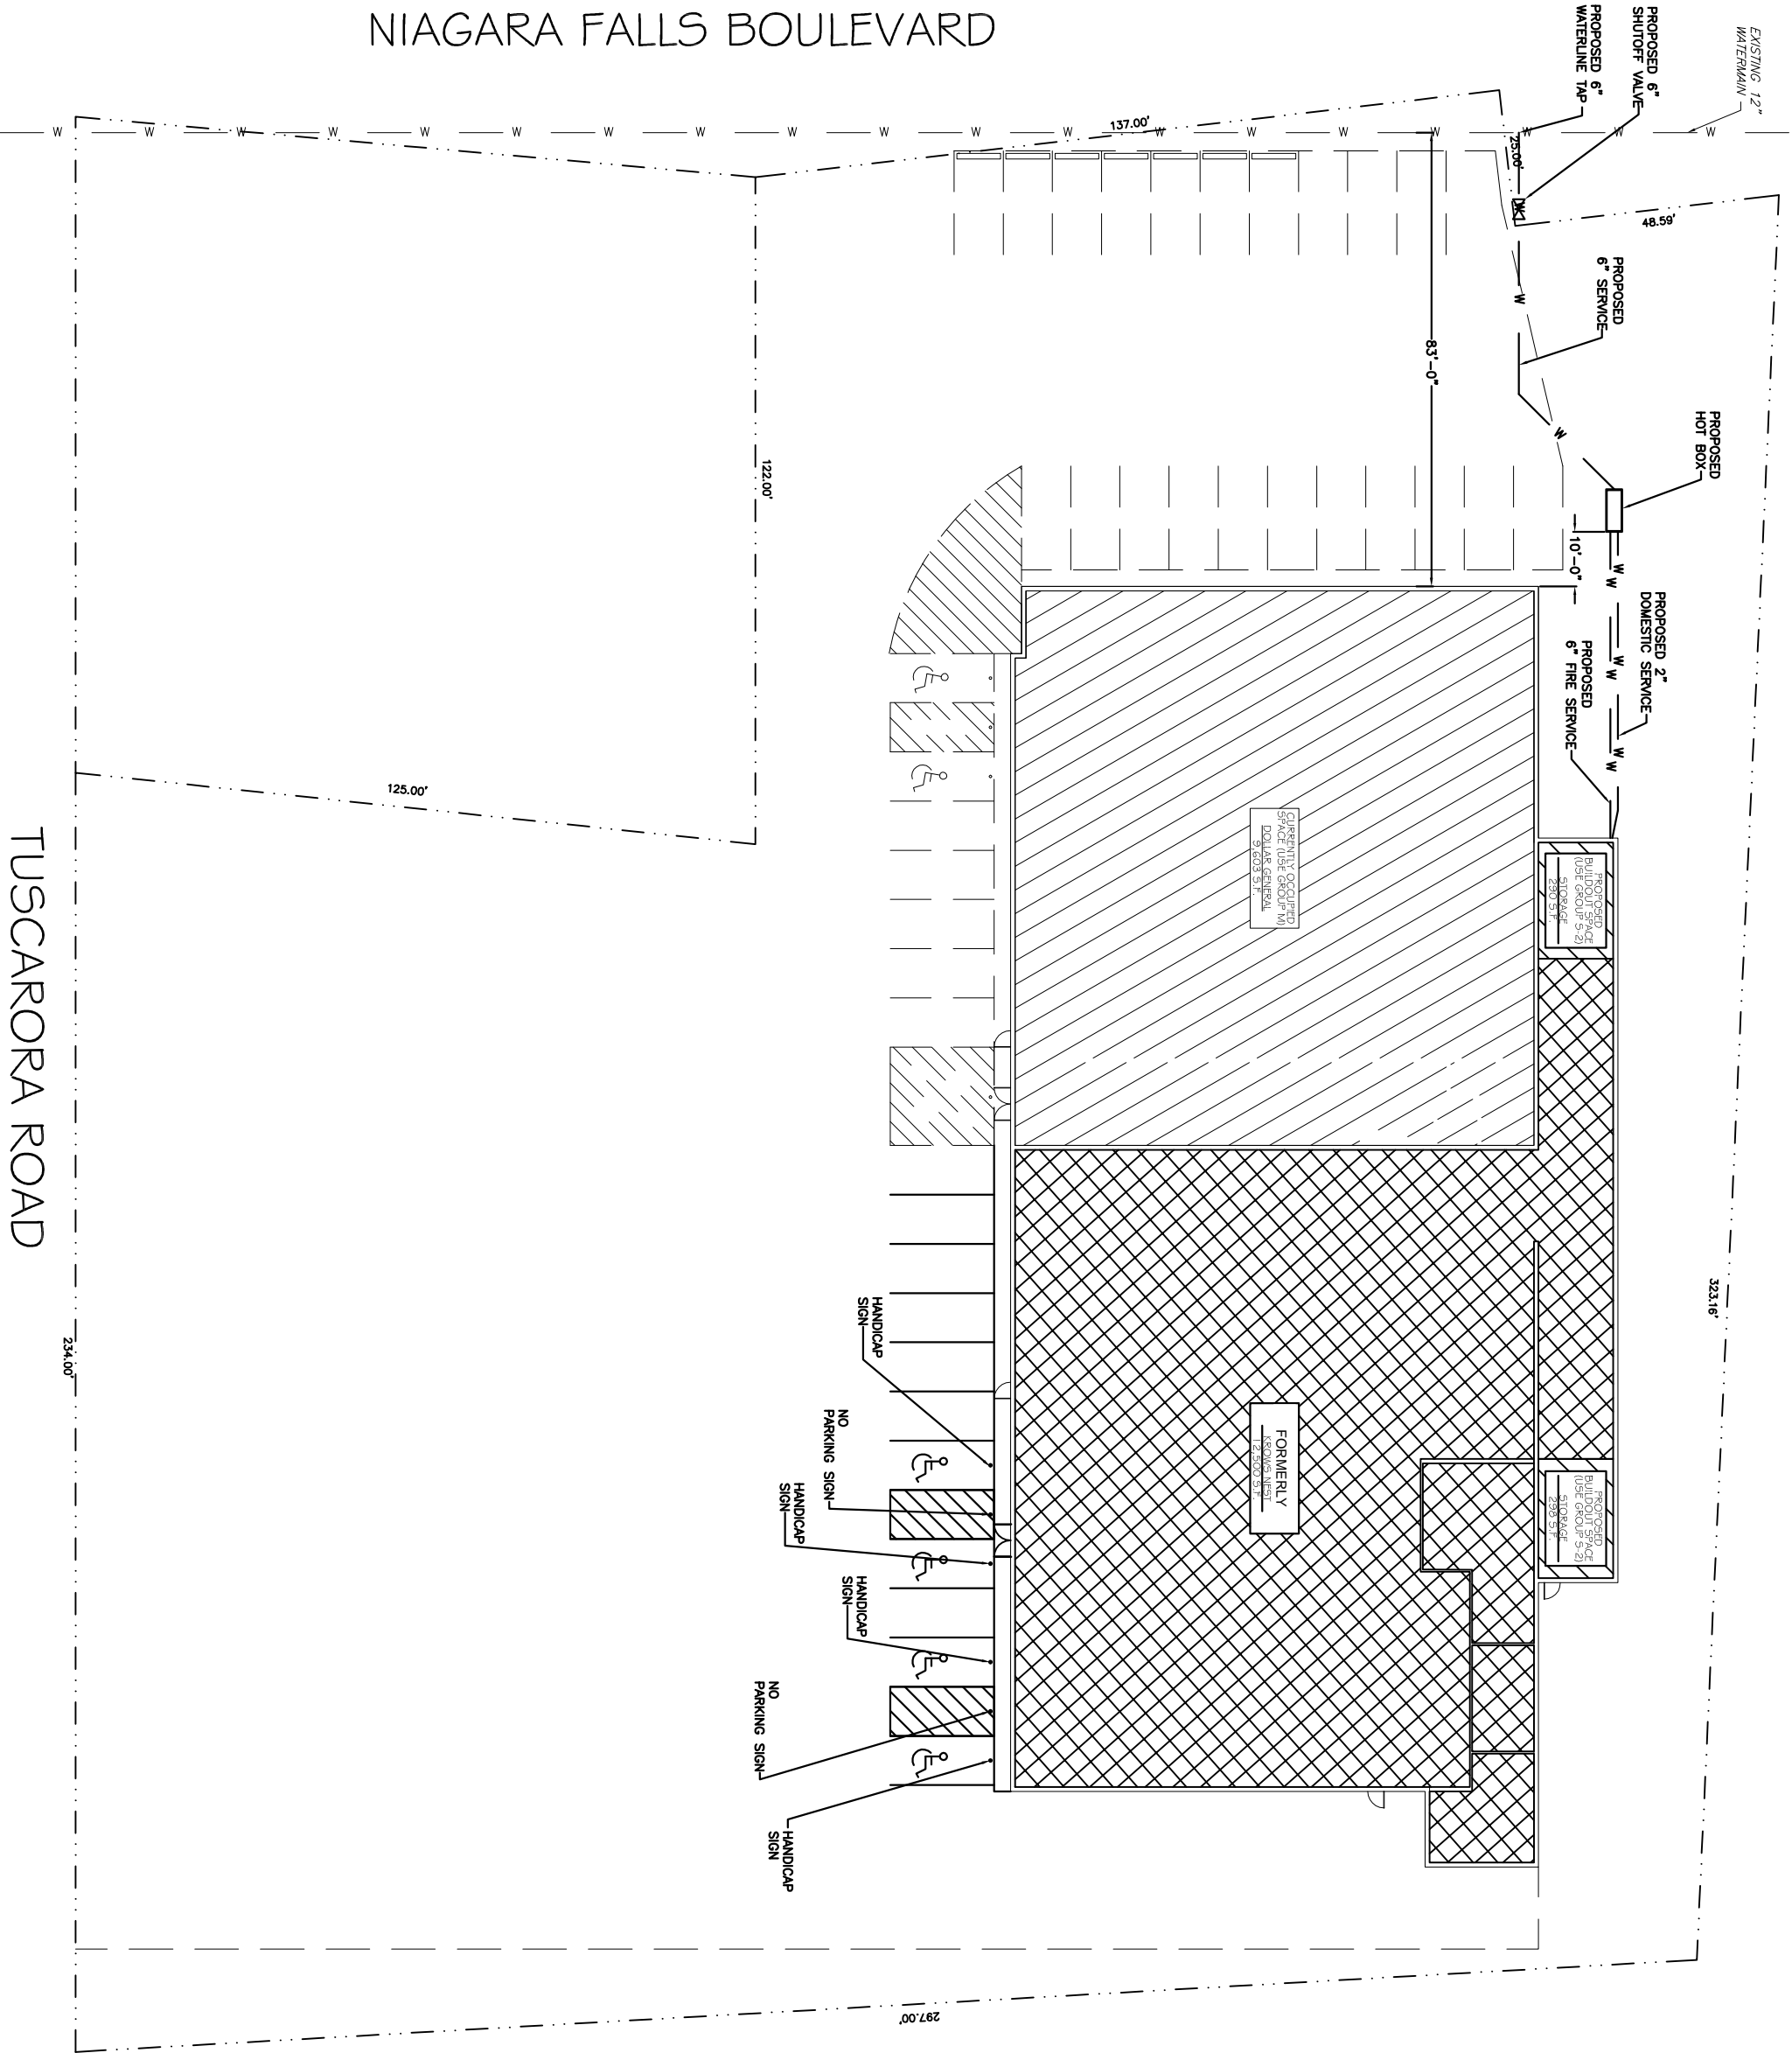 NIAGARA FALLS BOULEVARD
EXISTING 12"
WATERMAIN
PROPOSED 6"
SHUTOFF VALVE
PROPOSED 6"
WATERLINE TAP
W W W W W W W W W W W W W W W W W W W
137.00'
25.00'
48.59'
W
PROPOSED
6" SERVICE
83'-0"
W
PROPOSED
HOT BOX
10'-0"
122.00'
W W W W W W
PROPOSED 2"
DOMESTIC SERVICE
PROPOSED
6" FIRE SERVICE
125.00'
CURRENTLY OCCUPIED
SPACE (USE GROUP M)
DOLLAR GENERAL
9,603 S.F.
PROPOSED
BUILDOUT SPACE
(USE GROUP S-2)
STORAGE
290 S.F.
TUSCARORA ROAD
323.16'
HANDICAP
SIGN
234.00'
NO
PARKING SIGN
HANDICAP
SIGN
FORMERLY
KROWS NEST
12,500 S.F.
PROPOSED
BUILDOUT SPACE
(USE GROUP S-2)
STORAGE
298 S.F.
HANDICAP
SIGN
NO
PARKING SIGN
HANDICAP
SIGN
297.00'